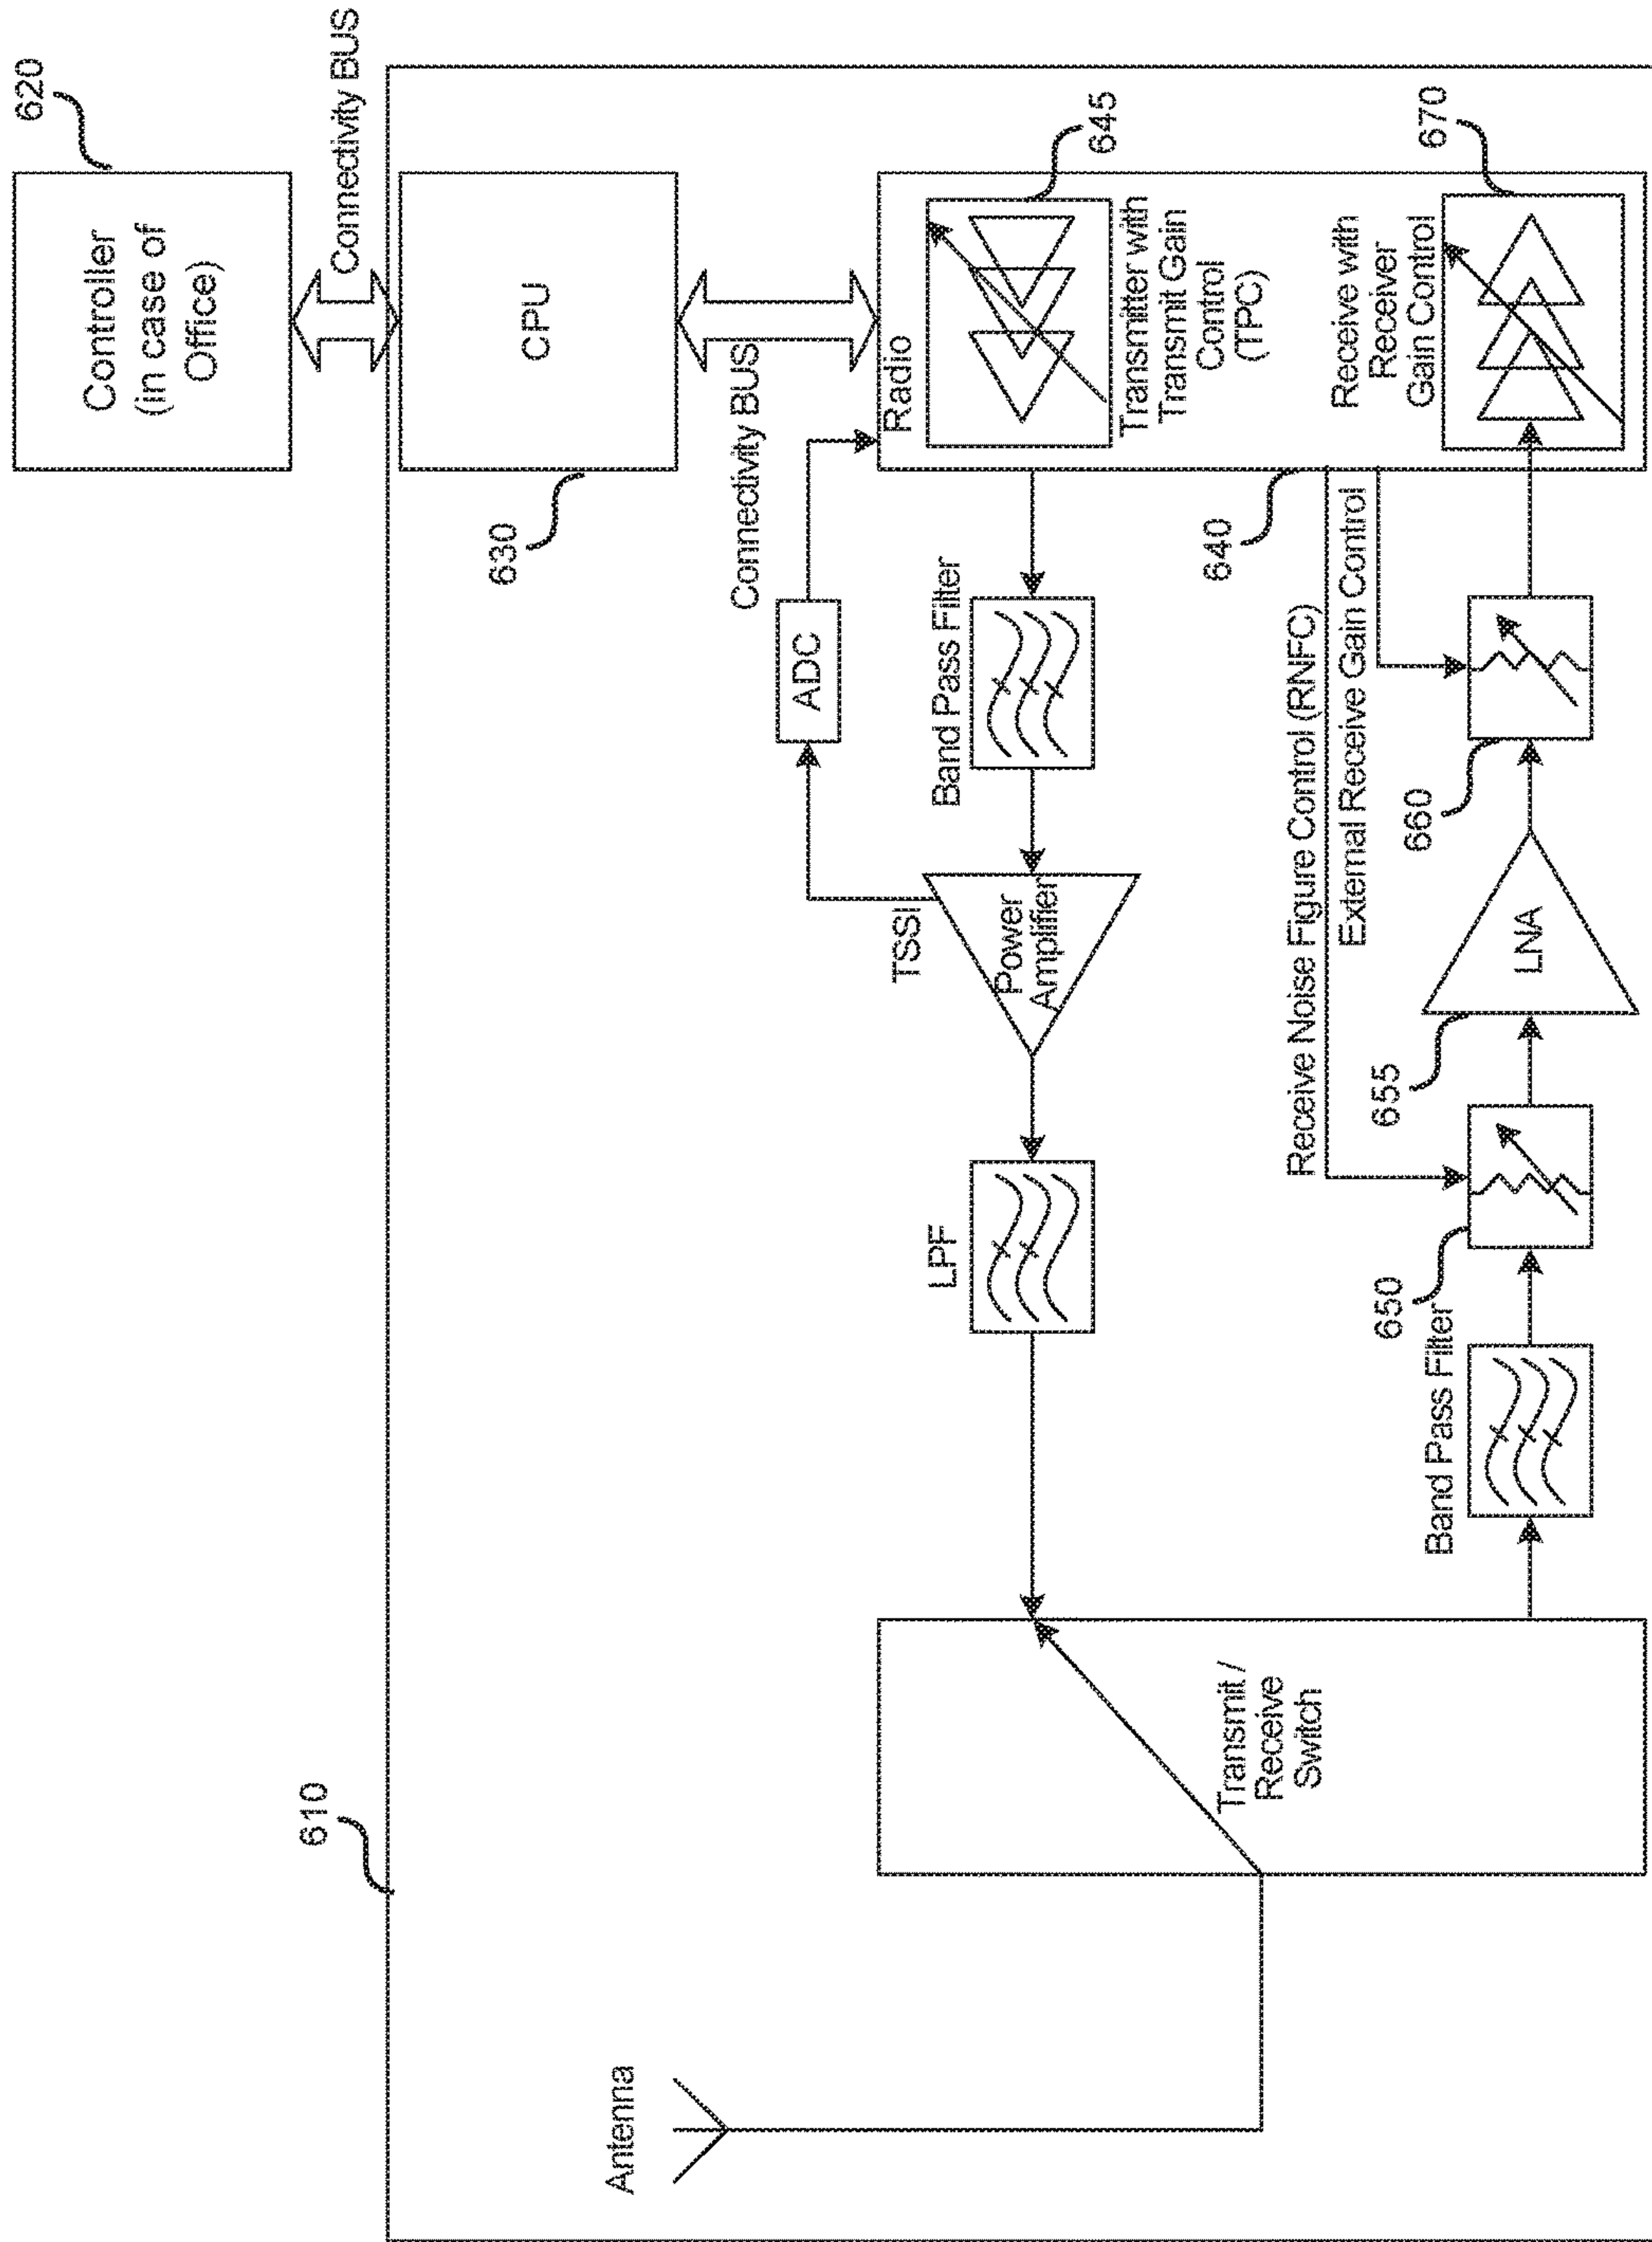 620
Controller
(in case of
Office)
Connectivity BUS
610
CPU
630
Connectivity BUS
Antenna
ADC
Radio
TSSI
LPF
Band Pass Filter
Power
Amplifier
645
Transmitter with
Transmit Gain
Control
(TPC)
Transmit /
Receive
Switch
640
Receive Noise Figure Control (RNFC)
External Receive Gain Control
Receive with
Receiver
Gain Control
670
Band Pass Filter
650
655
LNA
660